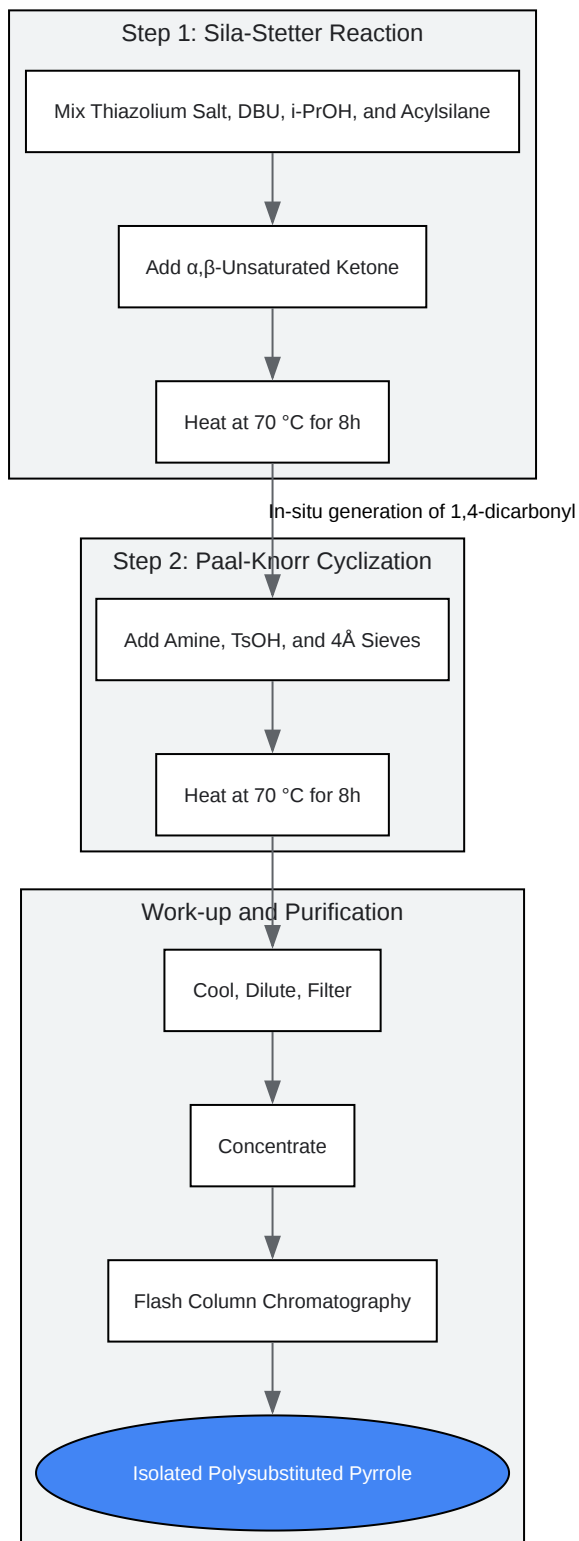 Step 1: Sila-Stetter Reaction
Mix Thiazolium Salt, DBU, i-PrOH, and Acylsilane
Add α,β-Unsaturated Ketone
Heat at 70 °C for 8h
In-situ generation of 1,4-dicarbonyl
Step 2: Paal-Knorr Cyclization
Add Amine, TsOH, and 4Å Sieves
Heat at 70 °C for 8h
Work-up and Purification
Cool, Dilute, Filter
Concentrate
Flash Column Chromatography
Isolated Polysubstituted Pyrrole